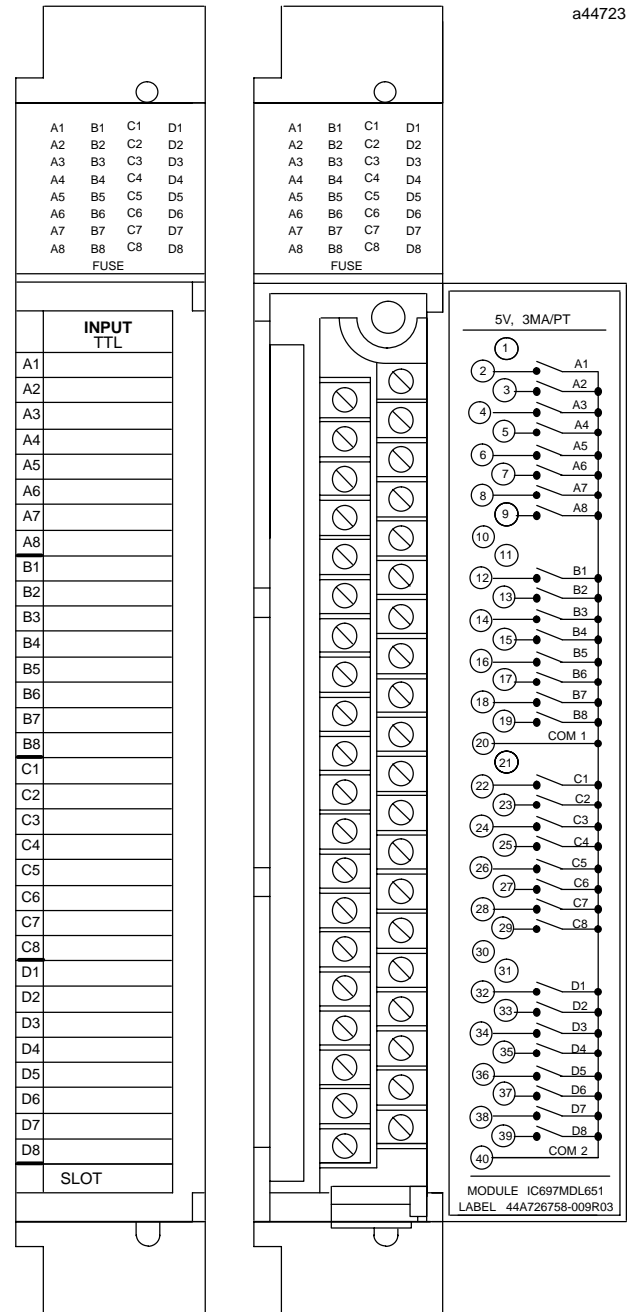 a44723
A1 B1 C1 D1
A2 B2 C2 D2
A3 B3 C3 D3
A4 B4 C4 D4
A5 B5 C5 D5
A6 B6 C6 D6
A7 B7 C7 D7
A8 B8 C8 D8
FUSE
A1 B1 C1 D1
A2 B2 C2 D2
A3 B3 C3 D3
A4 B4 C4 D4
A5 B5 C5 D5
A6 B6 C6 D6
A7 B7 C7 D7
A8 B8 C8 D8
FUSE
INPUT
TTL
A1
A2
A3
A4
A5
A6
A7
A8
B1
B2
B3
B4
B5
B6
B7
B8
C1
C2
C3
C4
C5
C6
C7
C8
D1
D2
D3
D4
D5
D6
D7
D8
SLOT
5V, 3MA/PT
1
2 A1
3 A2
4 A3
5 A4
6 A5
7 A6
8 A7
9 A8
10
11
12 B1
13 B2
14 B3
15 B4
16 B5
17 B6
18 B7
19 B8
20 COM 1
21
22 C1
23 C2
24 C3
25 C4
26 C5
27 C6
28 C7
29 C8
30
31
32 D1
33 D2
34 D3
35 D4
36 D5
37 D6
38 D7
39 D8
40 COM 2
MODULE IC697MDL651
LABEL 44A726758-009R03